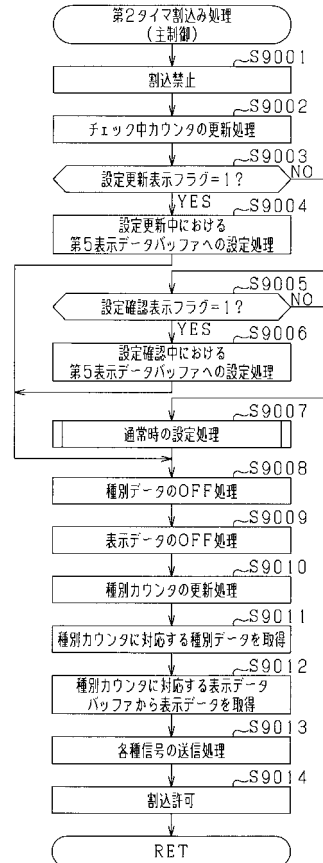 第2タイマ割込み処理
(主制御)
S9001
割込禁止
S9002
チェック中カウンタの更新処理
S9003
設定更新表示フラグ=1?
NO
YES
S9004
設定更新中における
第5表示データバッファへの設定処理
S9005
設定確認表示フラグ=1?
NO
YES
S9006
設定確認中における
第5表示データバッファへの設定処理
S9007
通常時の設定処理
S9008
種別データのOFF処理
S9009
表示データのOFF処理
S9010
種別カウンタの更新処理
S9011
種別カウンタに対応する種別データを取得
S9012
種別カウンタに対応する表示データ
バッファから表示データを取得
S9013
各種信号の送信処理
S9014
割込許可
RET